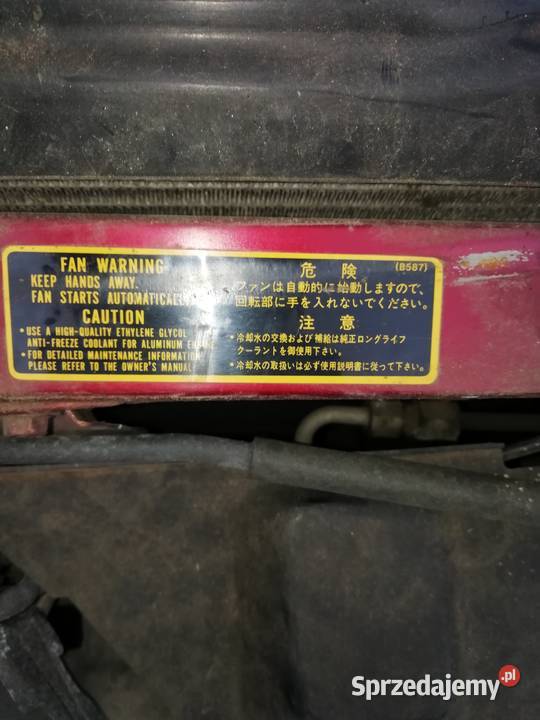 FAN WARNING
KEEP HANDS AWAY.
FAN STARTS AUTOMATICALLY
CAUTION
• USE A HIGH-QUALITY ETHYLENE GLYCOL
ANTI-FREEZE COOLANT FOR ALUMINUM ENGINE
• FOR DETAILED MAINTENANCE INFORMATION
PLEASE REFER TO THE OWNER'S MANUAL
危険 (B587)
ファンは自動的に始動しますので、
回転部に手を入れないでください。
注意
・冷却水の交換および補給は純正ロングライフ
クーラントを御使用下さい。
・冷却水の取扱いは必ず使用説明書に従って下さい。
Sprzedajemy.pl